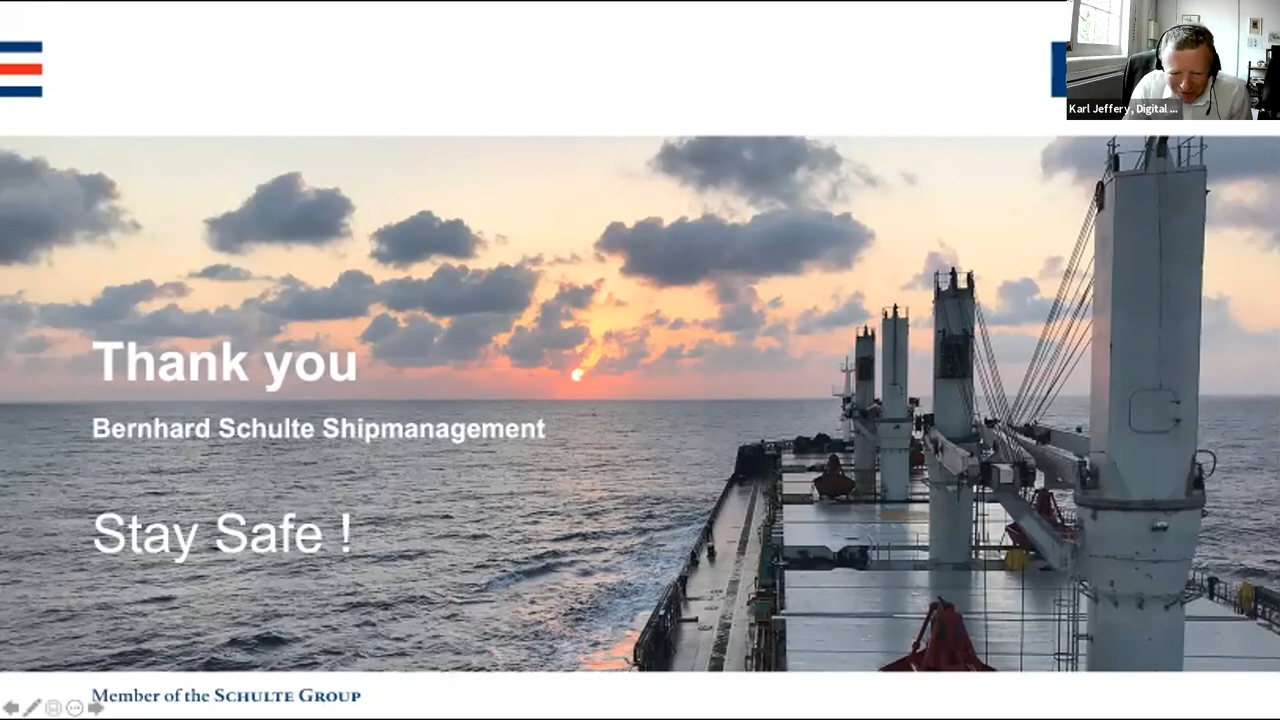 Karl Jeffery, Digital ...
Thank you
Bernhard Schulte Shipmanagement
Stay Safe !
Member of the SCHULTE GROUP